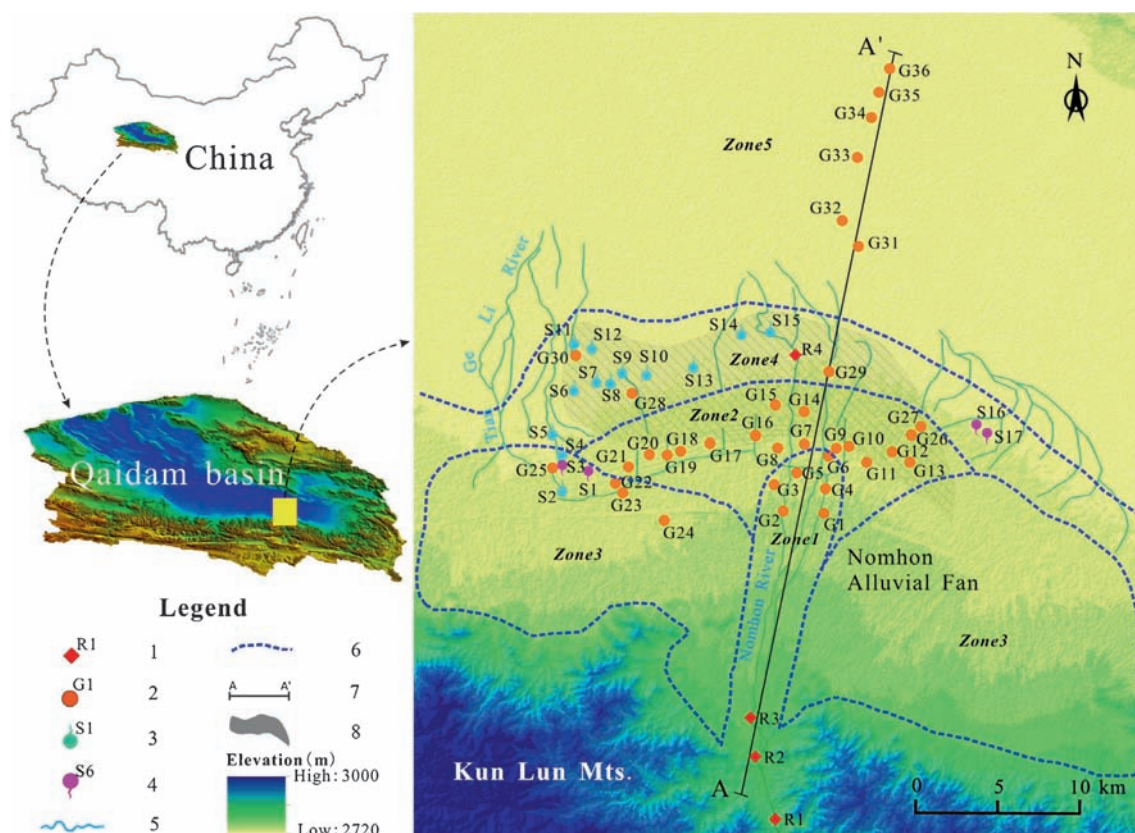 China
Qaidam basin
Legend
R1 1
G1 2
S1 3
S6 4
5
6
A A' 7
8
Elevation(m)
High: 3000
Low: 2720
A'
N
G36
G35
G34
Zone5
G33
G32
G31
Tian Ge Li River
S11
S12
S14
S15
G30
S7
S9
S10
R4
Zone4
S6
S8
S13
G29
G28
G15
G14
Zone2
S5
G16
G7
G9
G10
G27
S16
S17
G26
S4
G20
G18
G17
G8
G6
G12
G25
S3
G21
G19
G5
G11
G13
S2
S1
G22
G3
G4
G23
G2
G1
G24
Zone1
Zone3
Nomhon
Alluvial Fan
Nomhon River
Zone3
R3
R2
Kun Lun Mts.
A
R1
0 5 10 km